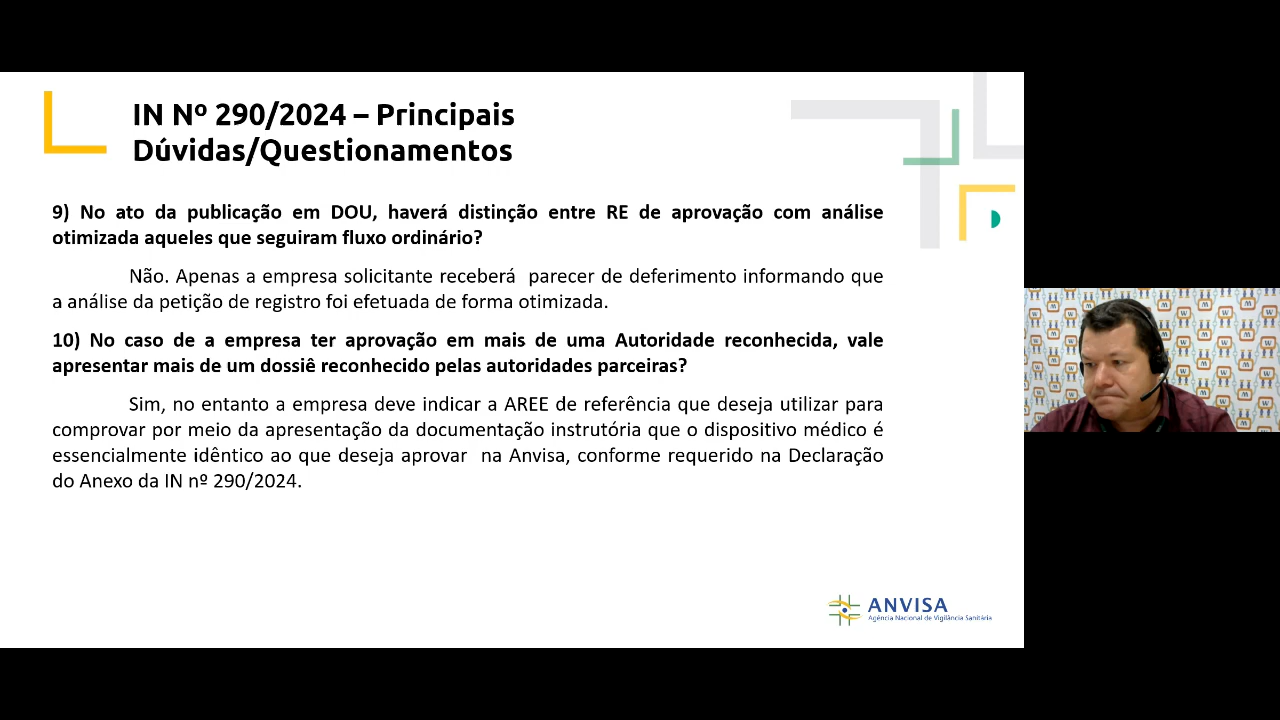 IN Nº 290/2024 – Principais
Dúvidas/Questionamentos
9) No ato da publicação em DOU, haverá distinção entre RE de aprovação com análise
otimizada aqueles que seguiram fluxo ordinário?
Não. Apenas a empresa solicitante receberá parecer de deferimento informando que
a análise da petição de registro foi efetuada de forma otimizada.
10) No caso de a empresa ter aprovação em mais de uma Autoridade reconhecida, vale
apresentar mais de um dossiê reconhecido pelas autoridades parceiras?
Sim, no entanto a empresa deve indicar a AREE de referência que deseja utilizar para
comprovar por meio da apresentação da documentação instrutória que o dispositivo médico é
essencialmente idêntico ao que deseja aprovar na Anvisa, conforme requerido na Declaração
do Anexo da IN nº 290/2024.
ANVISA
Agência Nacional de Vigilância Sanitária